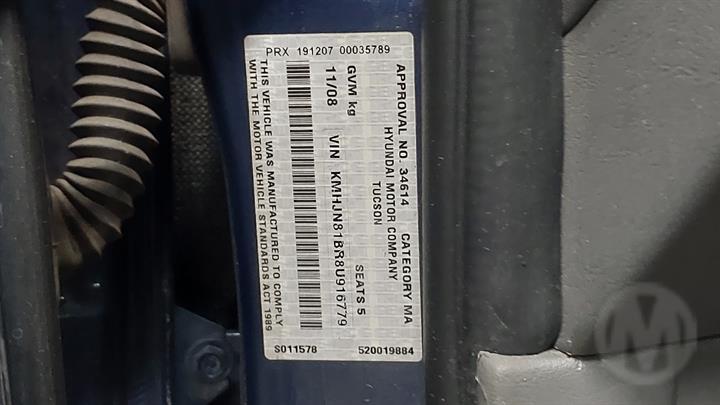 PRX 191207 00035789
APPROVAL NO. 34614 CATEGORY MA
HYUNDAI MOTOR COMPANY
TUCSON
GVM kg SEATS 5
11/08 VIN KMHJN81BR8U916779
THIS VEHICLE WAS MANUFACTURED TO COMPLY
WITH THE MOTOR VEHICLE STANDARDS ACT 1989
S011578 520019884
M